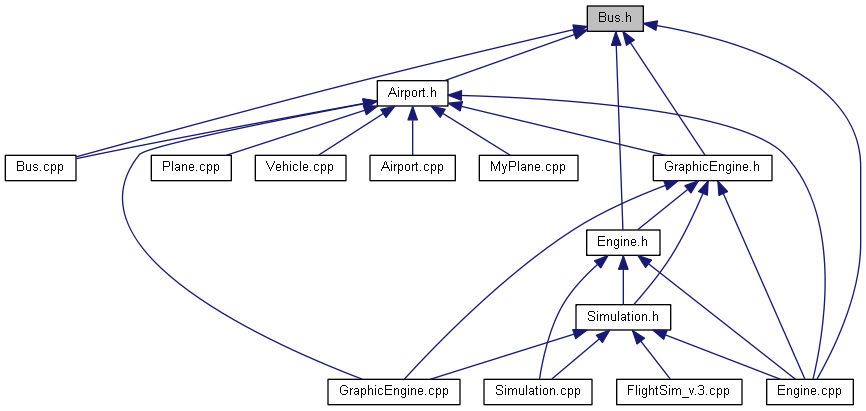 Bus.h
Airport.h
Bus.cpp
Plane.cpp
Vehicle.cpp
Airport.cpp
MyPlane.cpp
GraphicEngine.h
Engine.h
Simulation.h
GraphicEngine.cpp
Simulation.cpp
FlightSim_v.3.cpp
Engine.cpp